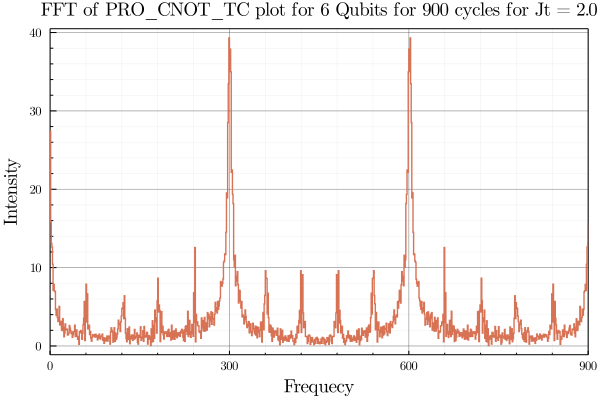 FFT of PRO_CNOT_TC plot for 6 Qubits for 900 cycles for Jt = 2.0
40
30
20
10
0
Intensity
0 300 600 900
Frequecy